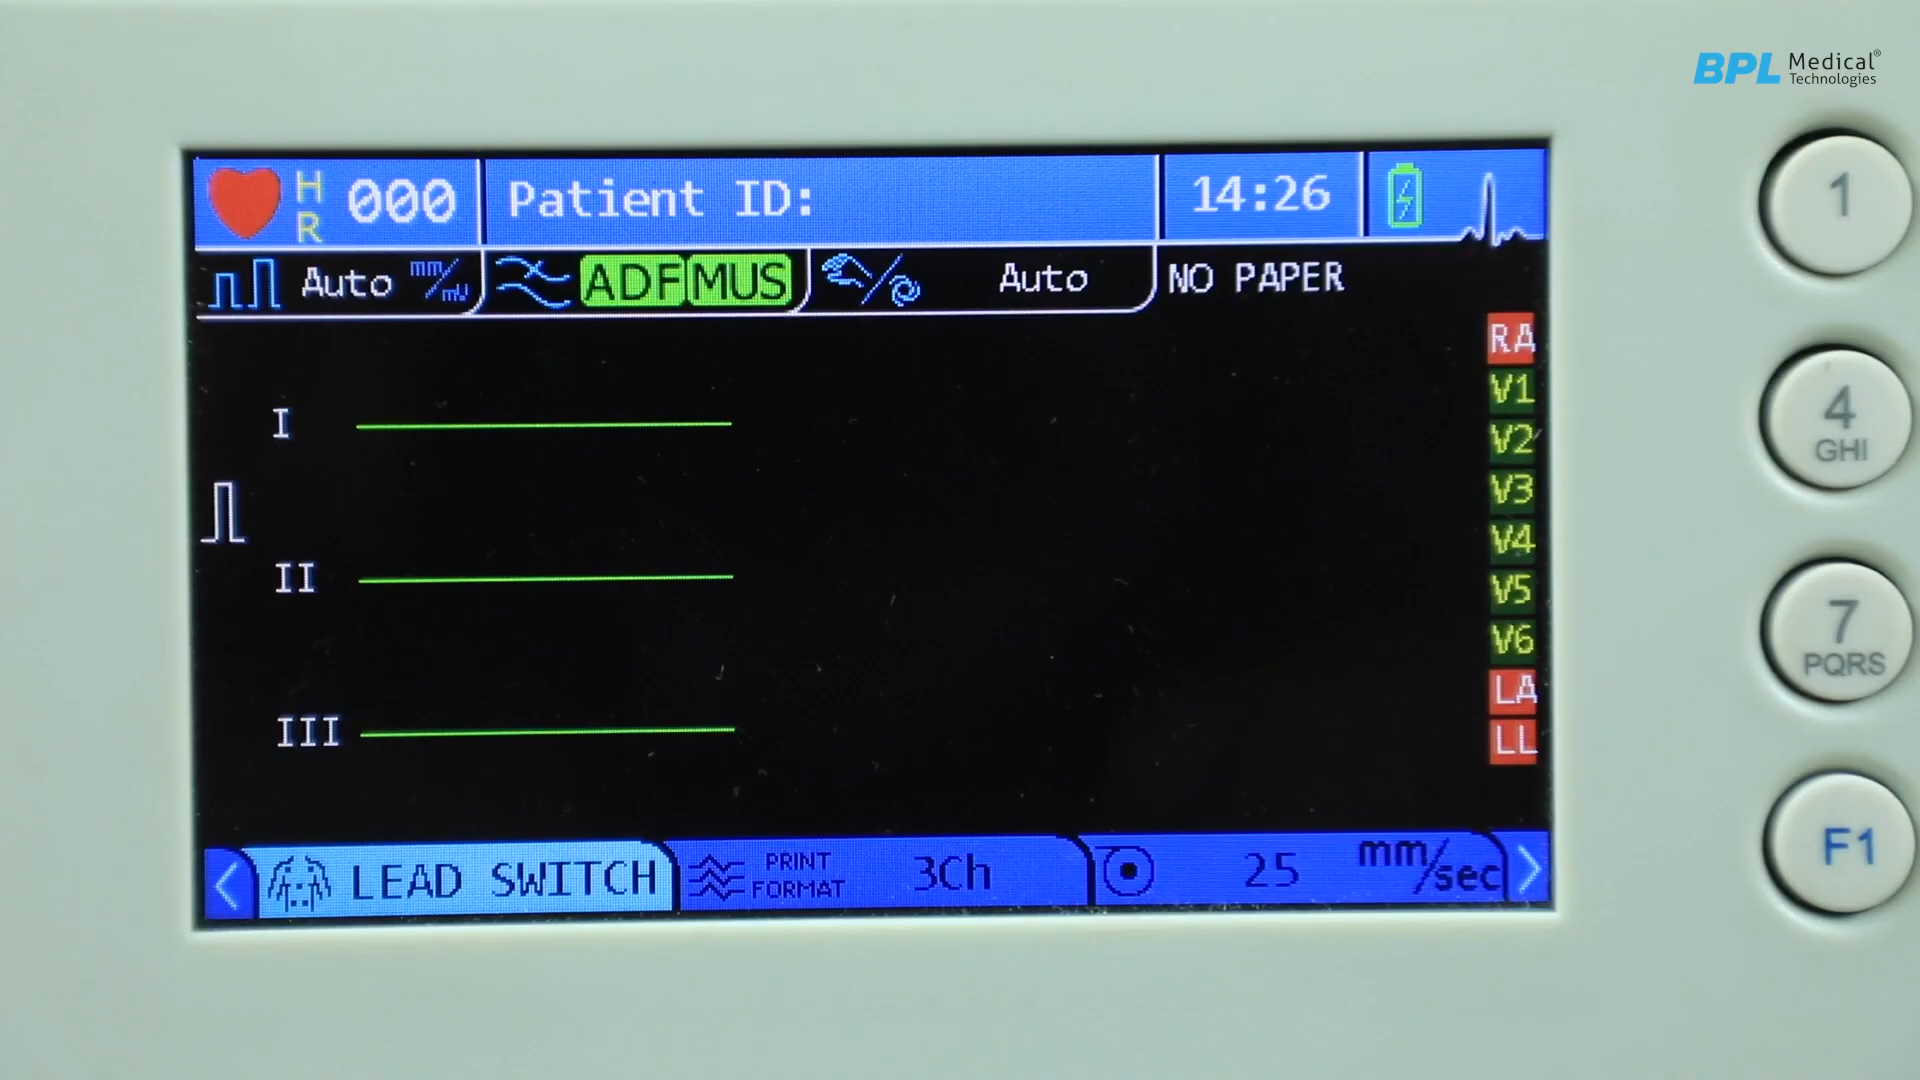 BPL Medical® Technologies
HR 000 Patient ID: 14:26
Auto mm/mV ADF MUS Auto NO PAPER
RA
V1
I
V2
V3
V4
II
V5
V6
LA
III
LL
LEAD SWITCH PRINT FORMAT 3Ch 25 mm/sec
1
4
GHI
7
PQRS
F1